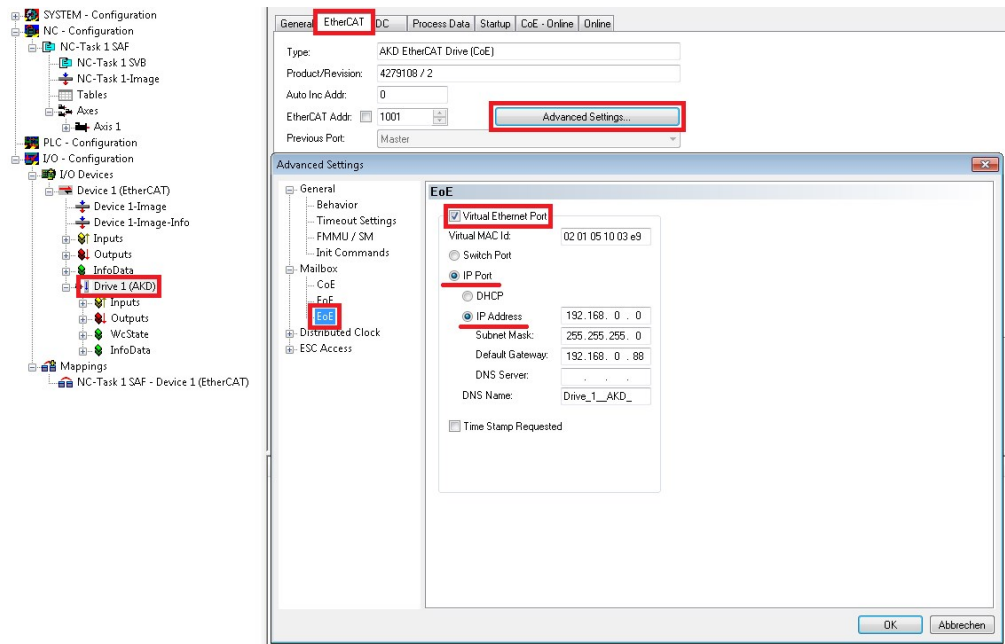 SYSTEM - Configuration
NC - Configuration
NC-Task 1 SAF
NC-Task 1 SVB
NC-Task 1-Image
Tables
Axes
Axis 1
PLC - Configuration
I/O - Configuration
I/O Devices
Device 1 (EtherCAT)
Device 1-Image
Device 1-Image-Info
Inputs
Outputs
InfoData
Drive 1 (AKD)
Inputs
Outputs
WcState
InfoData
Mappings
NC-Task 1 SAF - Device 1 (EtherCAT)
General EtherCAT DC Process Data Startup CoE - Online Online
Type: AKD EtherCAT Drive (CoE)
Product/Revision: 4279108 / 2
Auto Inc Addr: 0
EtherCAT Addr: 1001 Advanced Settings...
Previous Port: Master
Advanced Settings
General
Behavior
Timeout Settings
FMMU / SM
Init Commands
Mailbox
CoE
FoE
EoE
Distributed Clock
ESC Access
EoE
Virtual Ethernet Port
Virtual MAC Id: 02 01 05 10 03 e9
Switch Port
IP Port
DHCP
IP Address 192.168. 0 . 0
Subnet Mask: 255.255.255. 0
Default Gateway: 192.168. 0 . 88
DNS Server: . . .
DNS Name: Drive_1__AKD_
Time Stamp Requested
OK Abbrechen